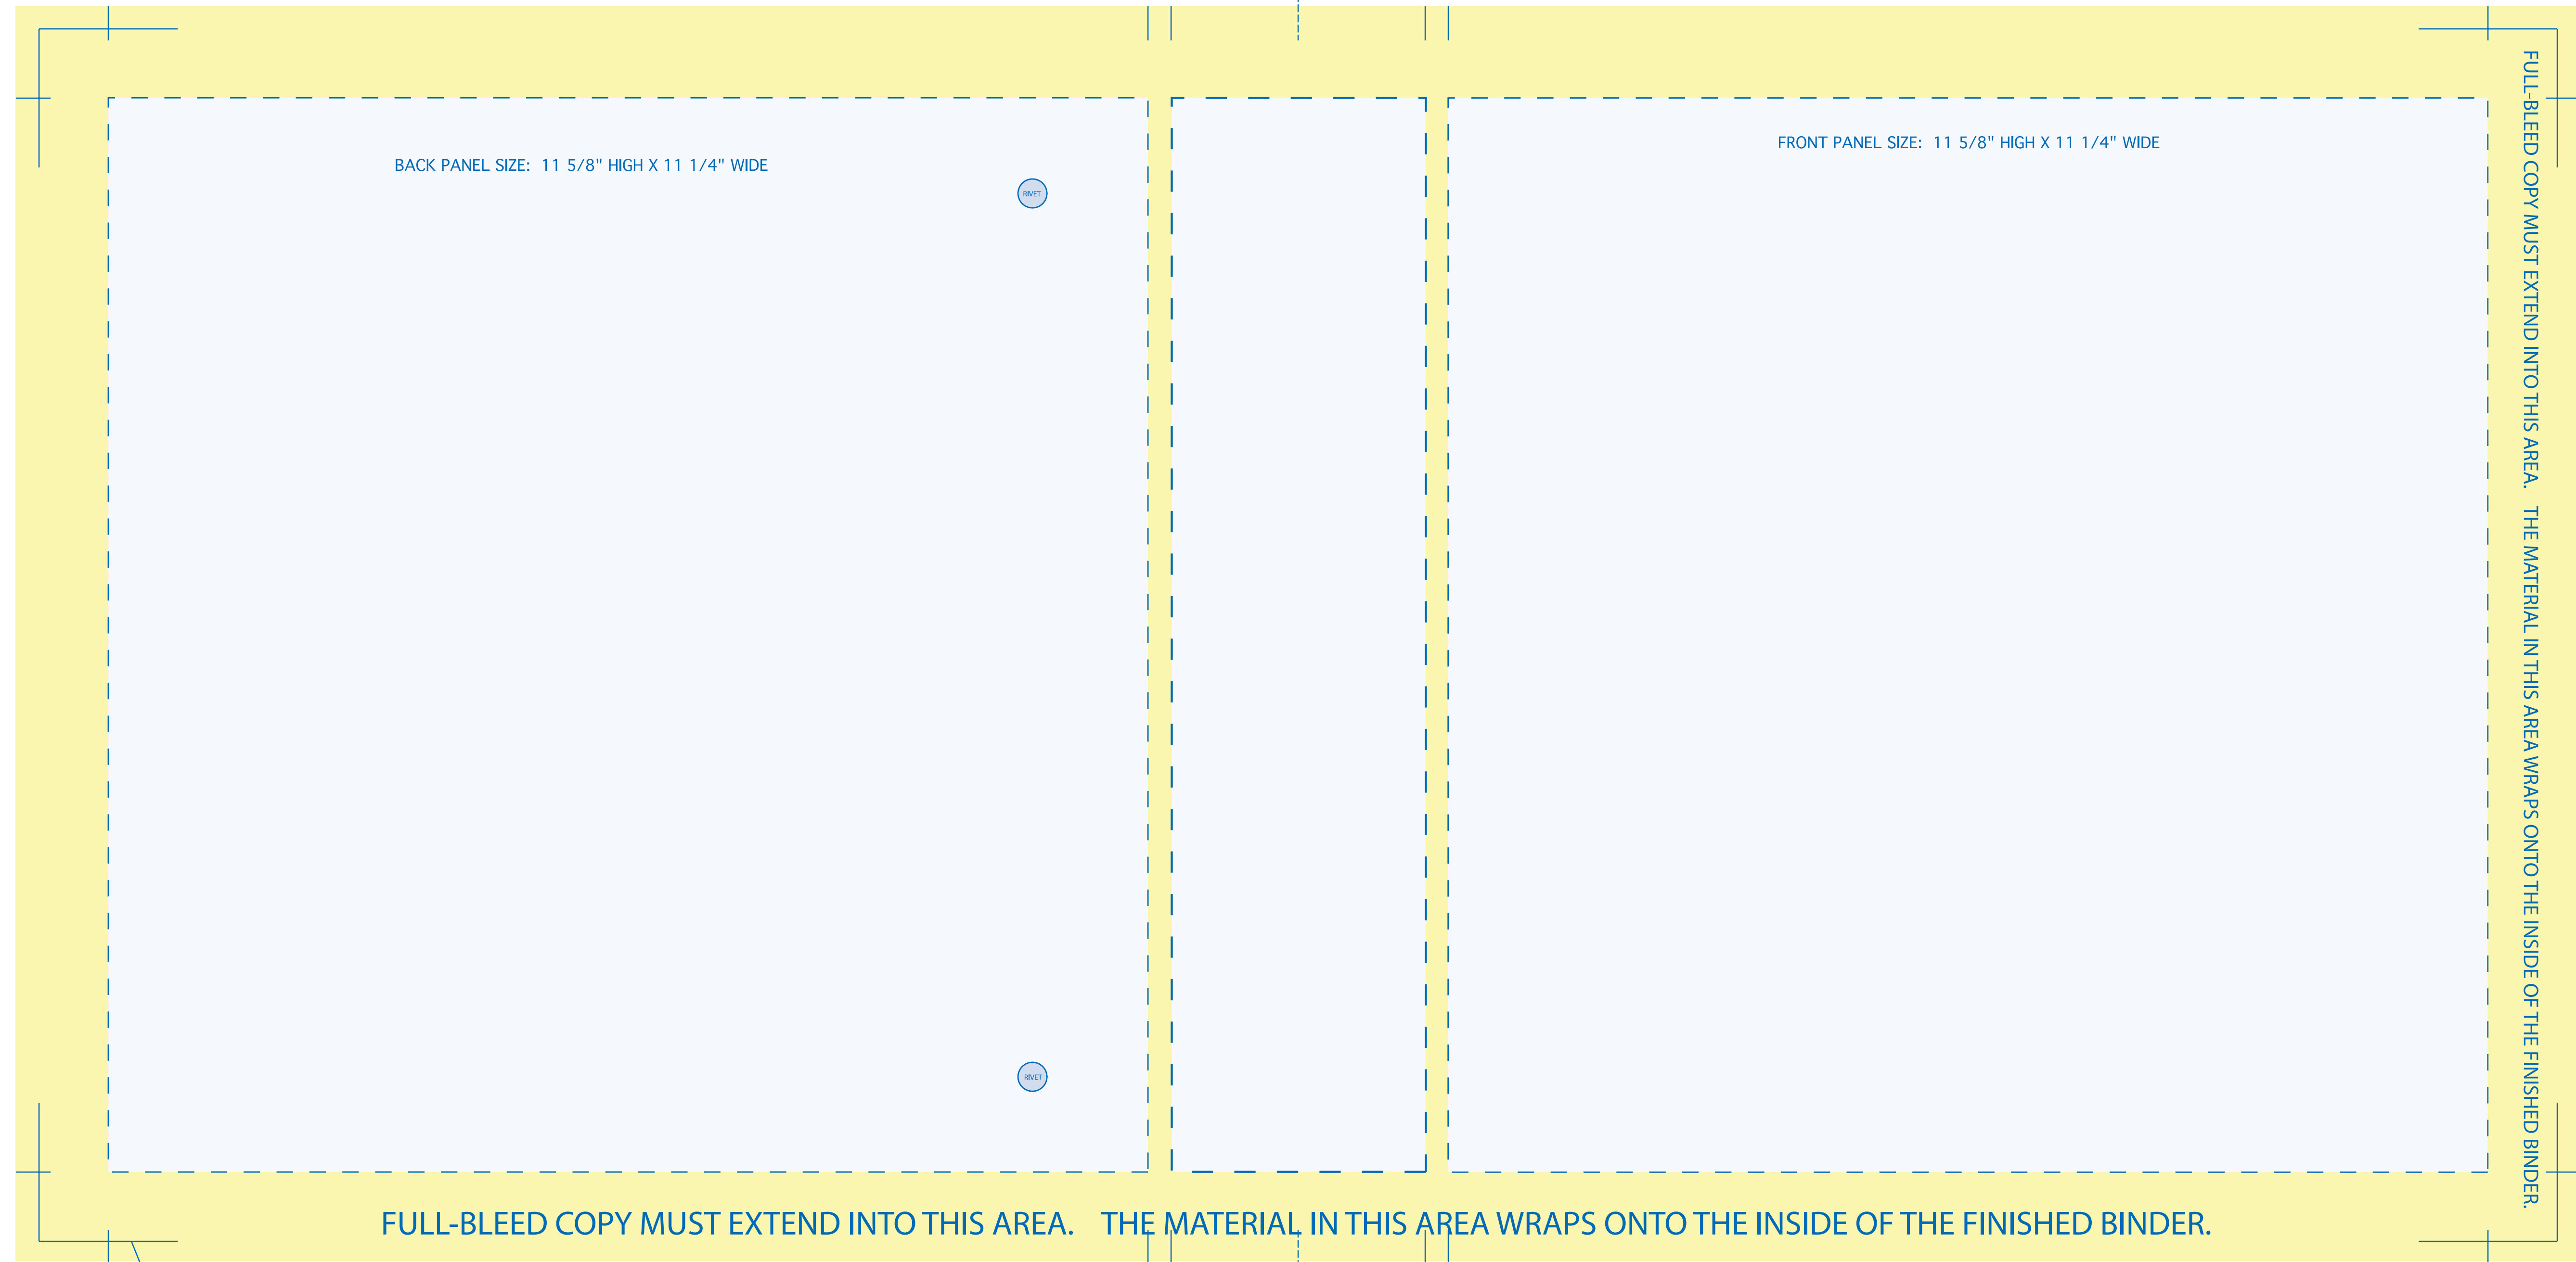 BACK PANEL SIZE:  11 5/8" HIGH X 11 1/4" WIDE
RIVET
RIVET
FRONT PANEL SIZE:  11 5/8" HIGH X 11 1/4" WIDE
FULL-BLEED COPY MUST EXTEND INTO THIS AREA.    THE MATERIAL IN THIS AREA WRAPS ONTO THE INSIDE OF THE FINISHED BINDER.
FULL-BLEED COPY MUST EXTEND INTO THIS AREA.    THE MATERIAL IN THIS AREA WRAPS ONTO THE INSIDE OF THE FINISHED BINDER.